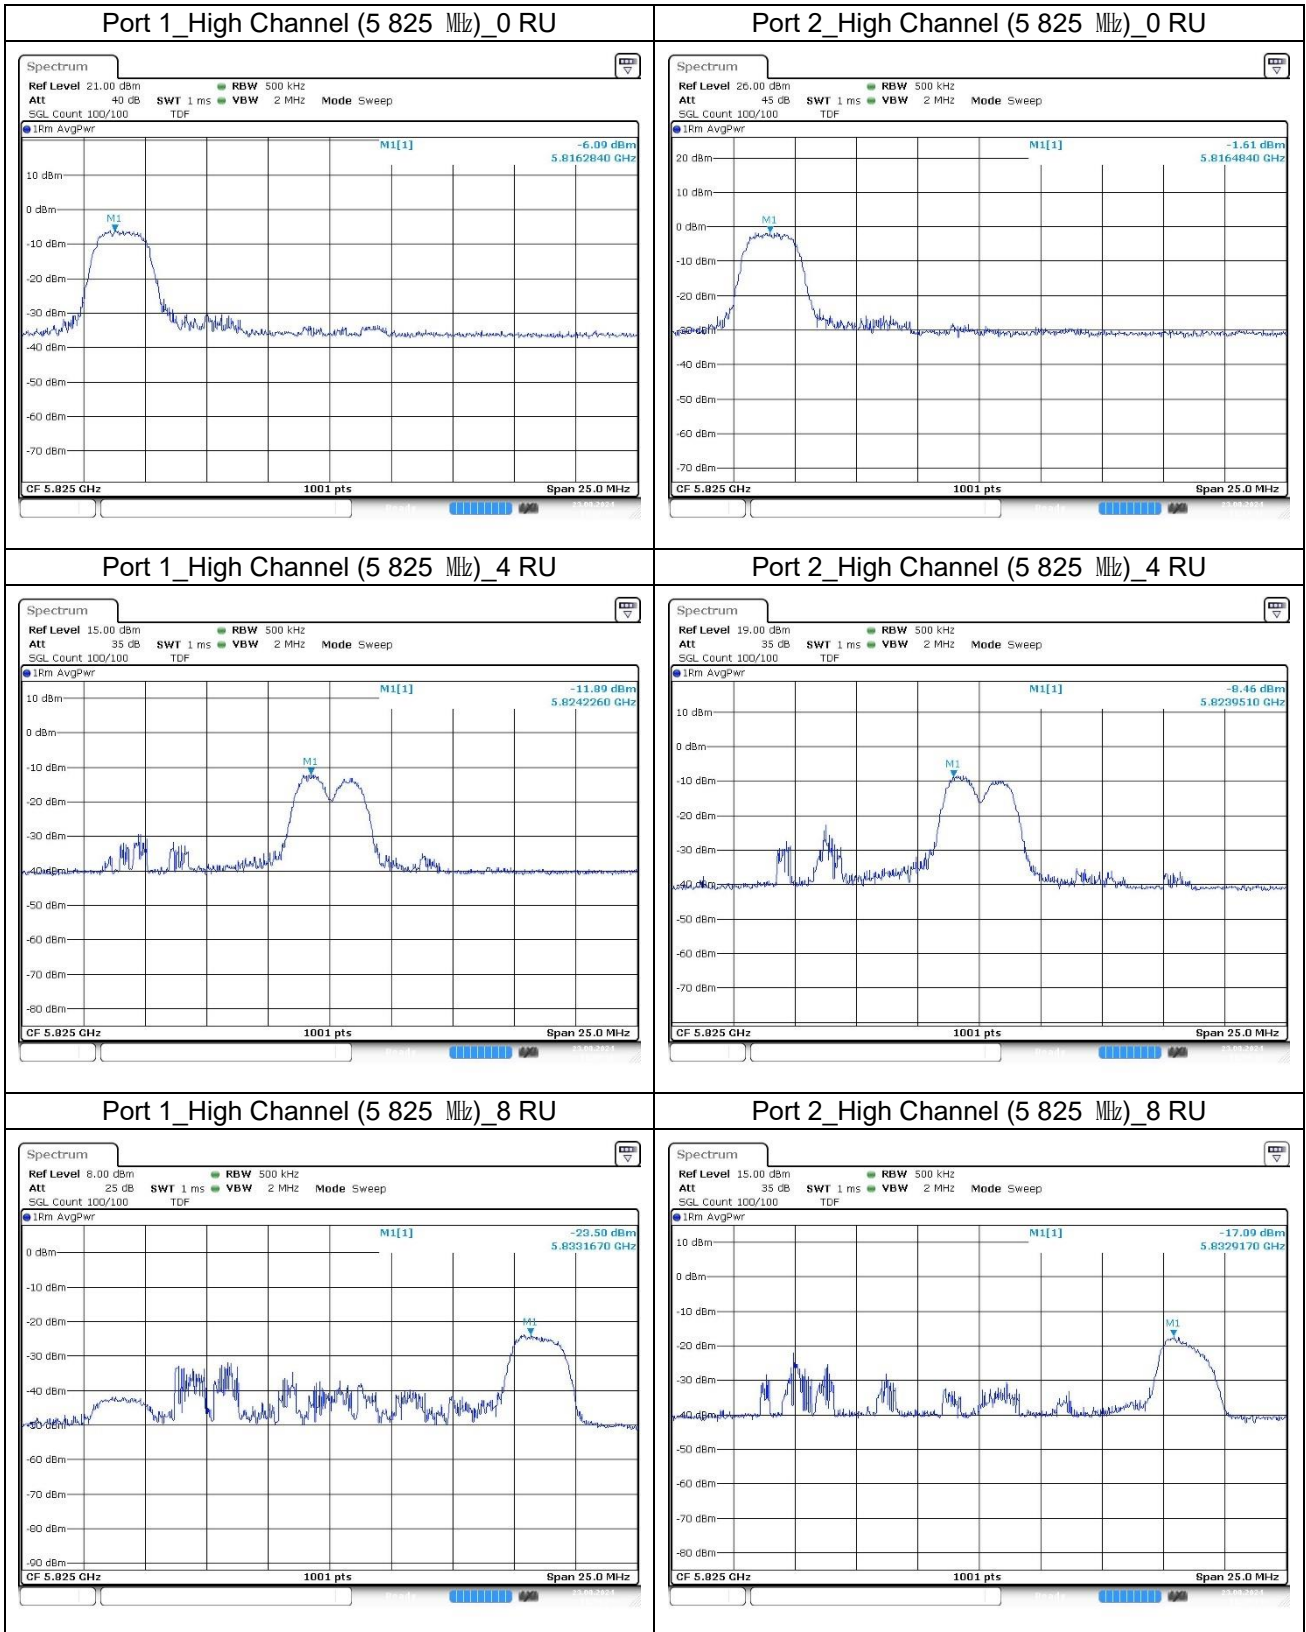 Port 1_High Channel (5 825 ㎒)_0 RU
Port 2_High Channel (5 825 ㎒)_0 RU
Spectrum
Ref Level 21.00 dBm RBW 500 kHz
Att 40 dB SWT 1 ms VBW 2 MHz Mode Sweep
SGL Count 100/100 TDF
1Rm AvgPwr
M1[1] -6.09 dBm
5.8162840 GHz
10 dBm
0 dBm
M1
-10 dBm
-20 dBm
-30 dBm
-40 dBm
-50 dBm
-60 dBm
-70 dBm
CF 5.825 GHz 1001 pts Span 25.0 MHz
Spectrum
Ref Level 26.00 dBm RBW 500 kHz
Att 45 dB SWT 1 ms VBW 2 MHz Mode Sweep
SGL Count 100/100 TDF
1Rm AvgPwr
M1[1] -1.61 dBm
5.8164840 GHz
20 dBm
10 dBm
0 dBm
M1
-10 dBm
-20 dBm
-30 dBm
-40 dBm
-50 dBm
-60 dBm
-70 dBm
CF 5.825 GHz 1001 pts Span 25.0 MHz
Port 1_High Channel (5 825 ㎒)_4 RU
Port 2_High Channel (5 825 ㎒)_4 RU
Spectrum
Ref Level 15.00 dBm RBW 500 kHz
Att 35 dB SWT 1 ms VBW 2 MHz Mode Sweep
SGL Count 100/100 TDF
1Rm AvgPwr
M1[1] -11.89 dBm
5.8242260 GHz
10 dBm
0 dBm
M1
-10 dBm
-20 dBm
-30 dBm
-40 dBm
-50 dBm
-60 dBm
-70 dBm
-80 dBm
CF 5.825 GHz 1001 pts Span 25.0 MHz
Spectrum
Ref Level 19.00 dBm RBW 500 kHz
Att 35 dB SWT 1 ms VBW 2 MHz Mode Sweep
SGL Count 100/100 TDF
1Rm AvgPwr
M1[1] -8.46 dBm
5.8239510 GHz
10 dBm
0 dBm
M1
-10 dBm
-20 dBm
-30 dBm
-40 dBm
-50 dBm
-60 dBm
-70 dBm
CF 5.825 GHz 1001 pts Span 25.0 MHz
Port 1_High Channel (5 825 ㎒)_8 RU
Port 2_High Channel (5 825 ㎒)_8 RU
Spectrum
Ref Level 8.00 dBm RBW 500 kHz
Att 25 dB SWT 1 ms VBW 2 MHz Mode Sweep
SGL Count 100/100 TDF
1Rm AvgPwr
M1[1] -23.50 dBm
5.8331670 GHz
0 dBm
-10 dBm
-20 dBm
M1
-30 dBm
-40 dBm
-50 dBm
-60 dBm
-70 dBm
-80 dBm
-90 dBm
CF 5.825 GHz 1001 pts Span 25.0 MHz
Spectrum
Ref Level 15.00 dBm RBW 500 kHz
Att 35 dB SWT 1 ms VBW 2 MHz Mode Sweep
SGL Count 100/100 TDF
1Rm AvgPwr
M1[1] -17.09 dBm
5.8329170 GHz
10 dBm
0 dBm
-10 dBm
M1
-20 dBm
-30 dBm
-40 dBm
-50 dBm
-60 dBm
-70 dBm
-80 dBm
CF 5.825 GHz 1001 pts Span 25.0 MHz